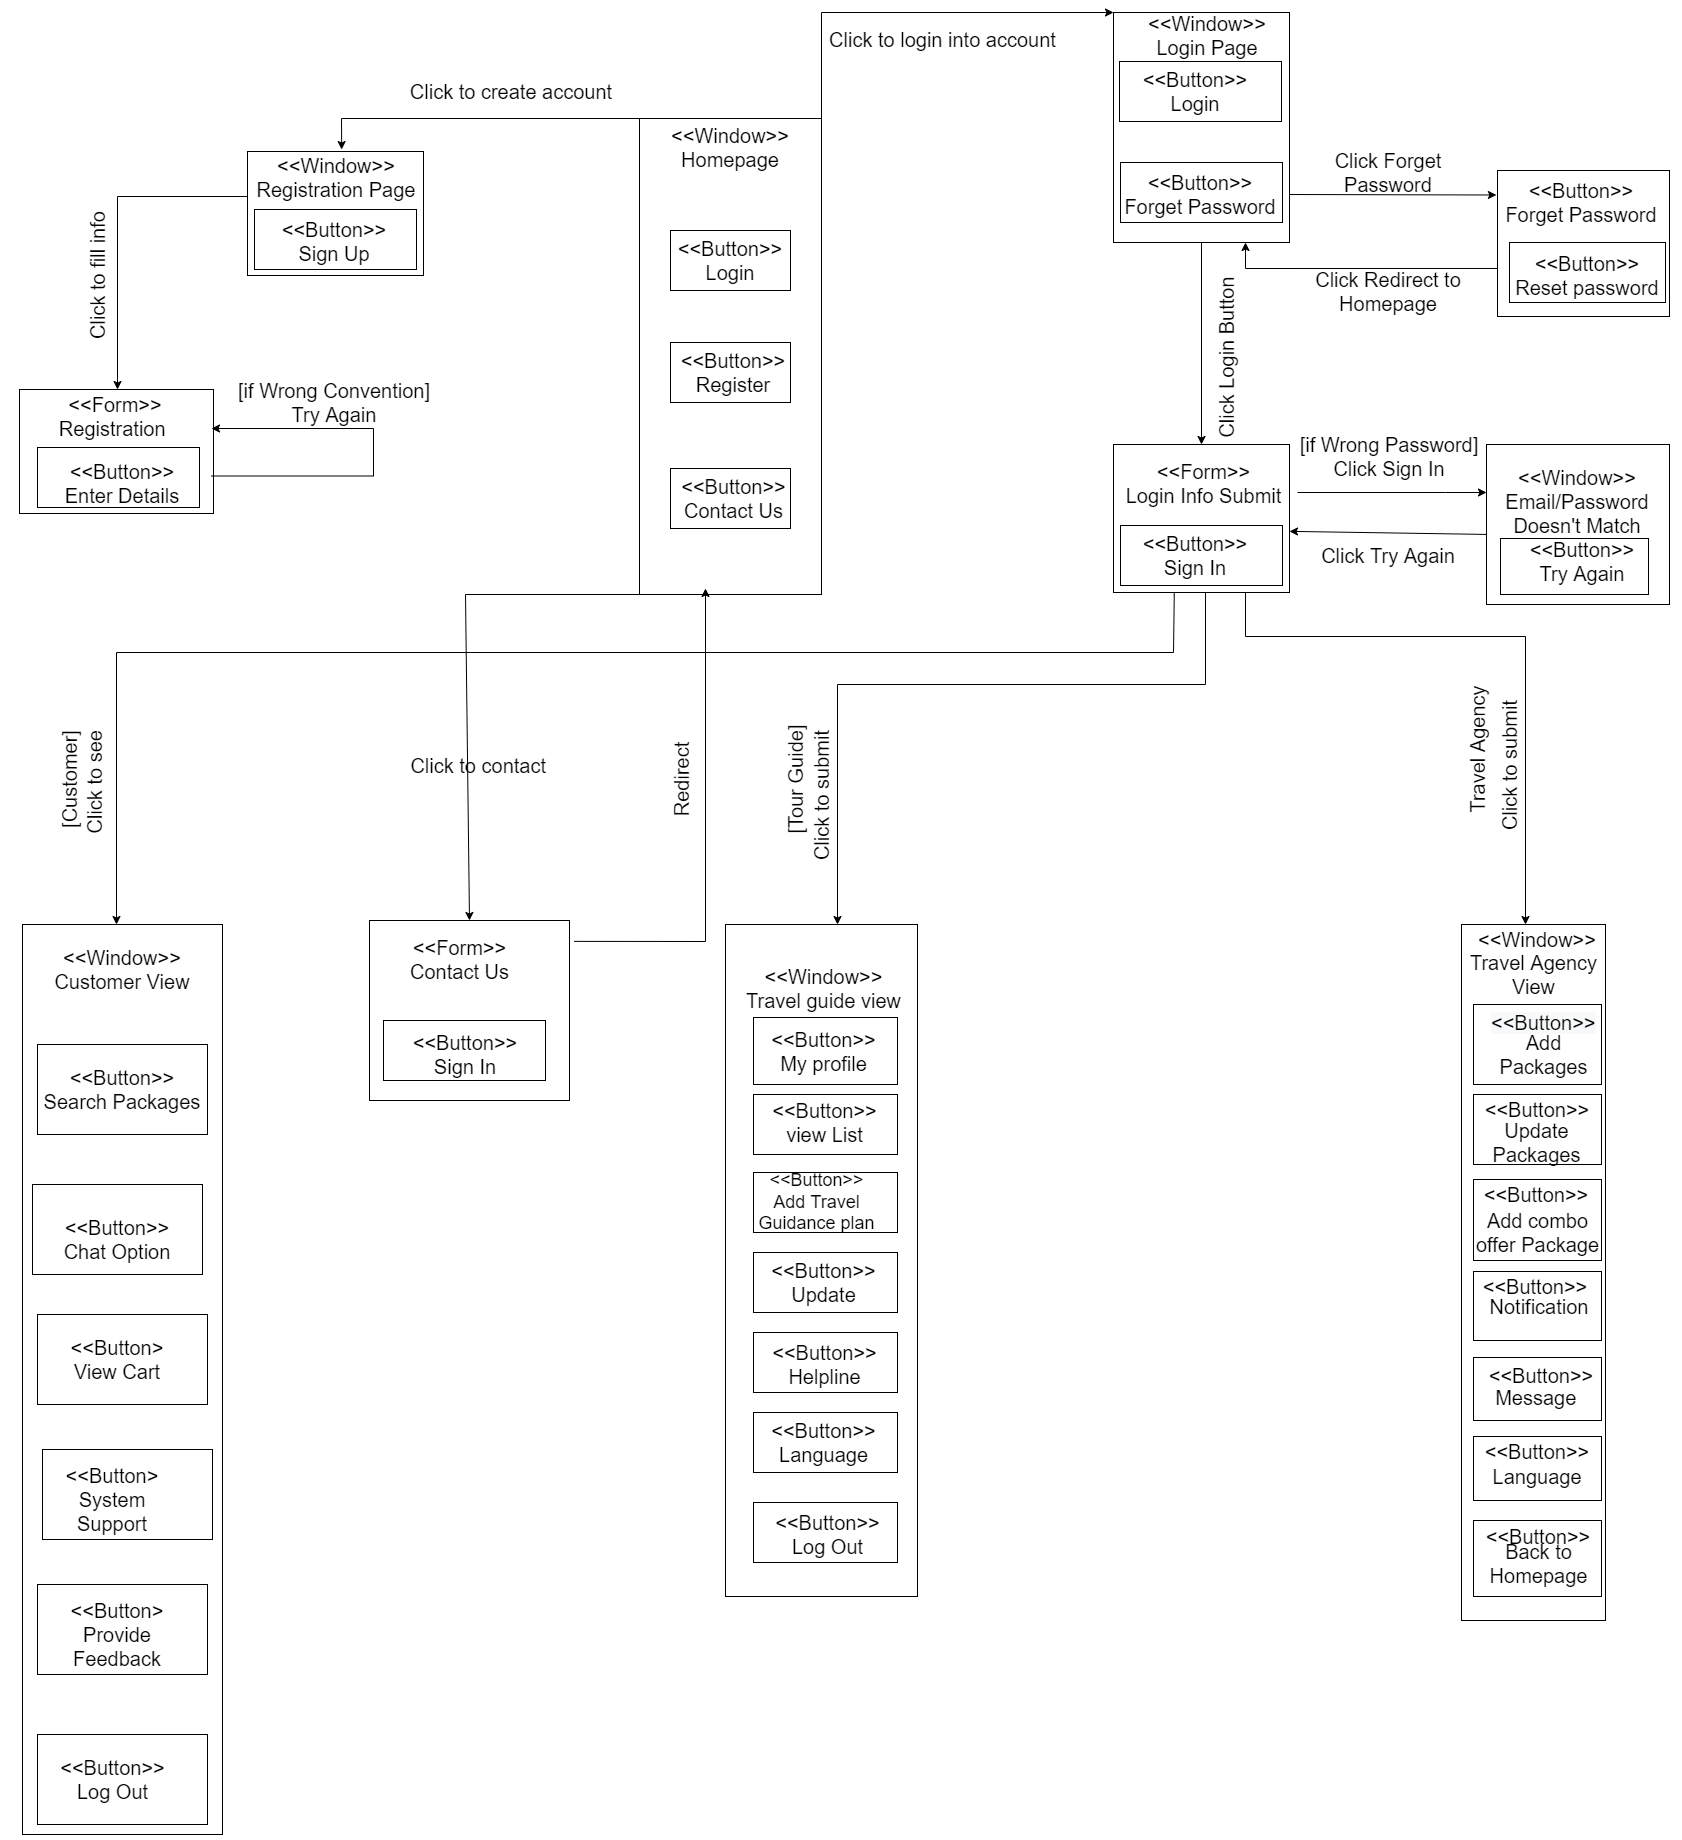 Click to login into account
<<Window>>
Login Page
<<Button>>
Login
<<Button>>
Forget Password
Click to create account
<<Window>>
Homepage
<<Button>>
Login
<<Button>>
Register
<<Button>>
Contact Us
<<Window>>
Registration Page
<<Button>>
Sign Up
Click to fill info
<<Form>>
Registration
<<Button>>
Enter Details
[if Wrong Convention]
Try Again
Click Forget
Password
<<Button>>
Forget Password
<<Button>>
Reset password
Click Redirect to
Homepage
Click Login Button
<<Form>>
Login Info Submit
<<Button>>
Sign In
[if Wrong Password]
Click Sign In
<<Window>>
Email/Password
Doesn't Match
<<Button>>
Try Again
Click Try Again
[Customer]
Click to see
Click to contact
Redirect
[Tour Guide]
Click to submit
Travel Agency
Click to submit
<<Window>>
Customer View
<<Button>>
Search Packages
<<Button>>
Chat Option
<<Button>
View Cart
<<Button>
System
Support
<<Button>
Provide
Feedback
<<Button>>
Log Out
<<Form>>
Contact Us
<<Button>>
Sign In
<<Window>>
Travel guide view
<<Button>>
My profile
<<Button>>
view List
<<Button>>
Add Travel
Guidance plan
<<Button>>
Update
<<Button>>
Helpline
<<Button>>
Language
<<Button>>
Log Out
<<Window>>
Travel Agency
View
<<Button>>
Add
Packages
<<Button>>
Update
Packages
<<Button>>
Add combo
offer Package
<<Button>>
Notification
<<Button>>
Message
<<Button>>
Language
<<Button>>
Back to
Homepage